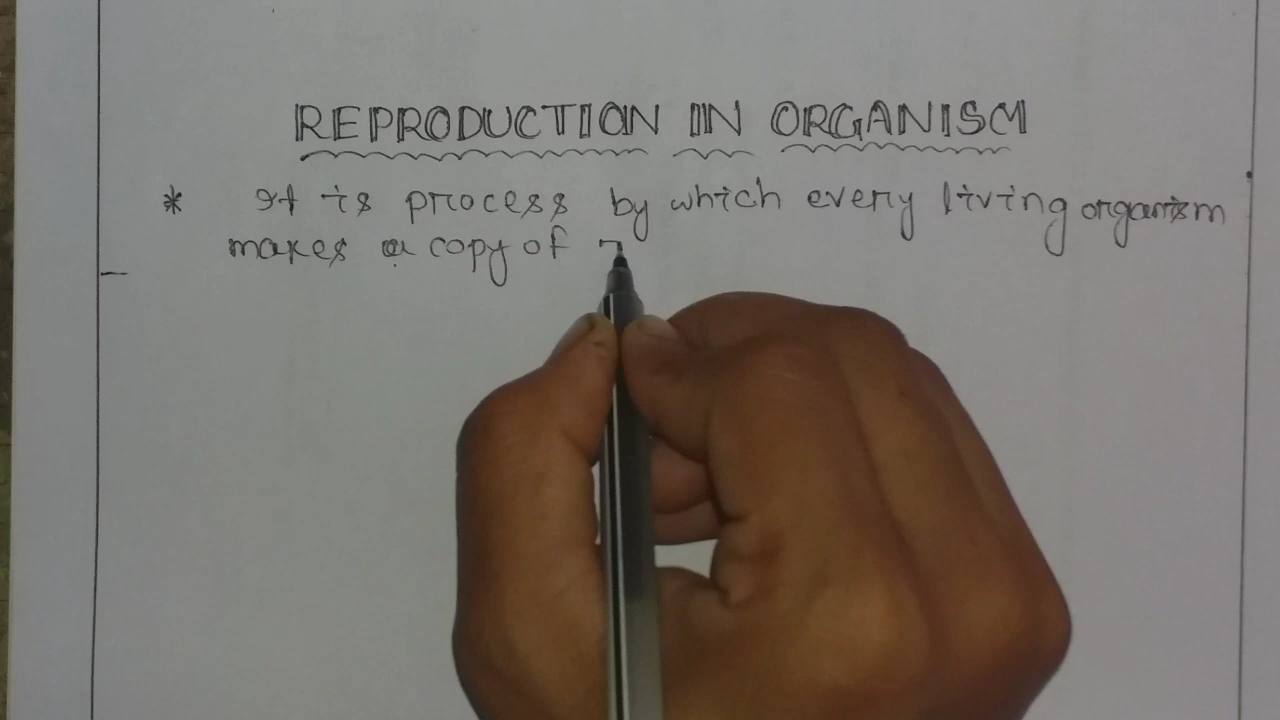 REPRODUCTION IN ORGANISM
* It is process by which every living organism
makes a copy of